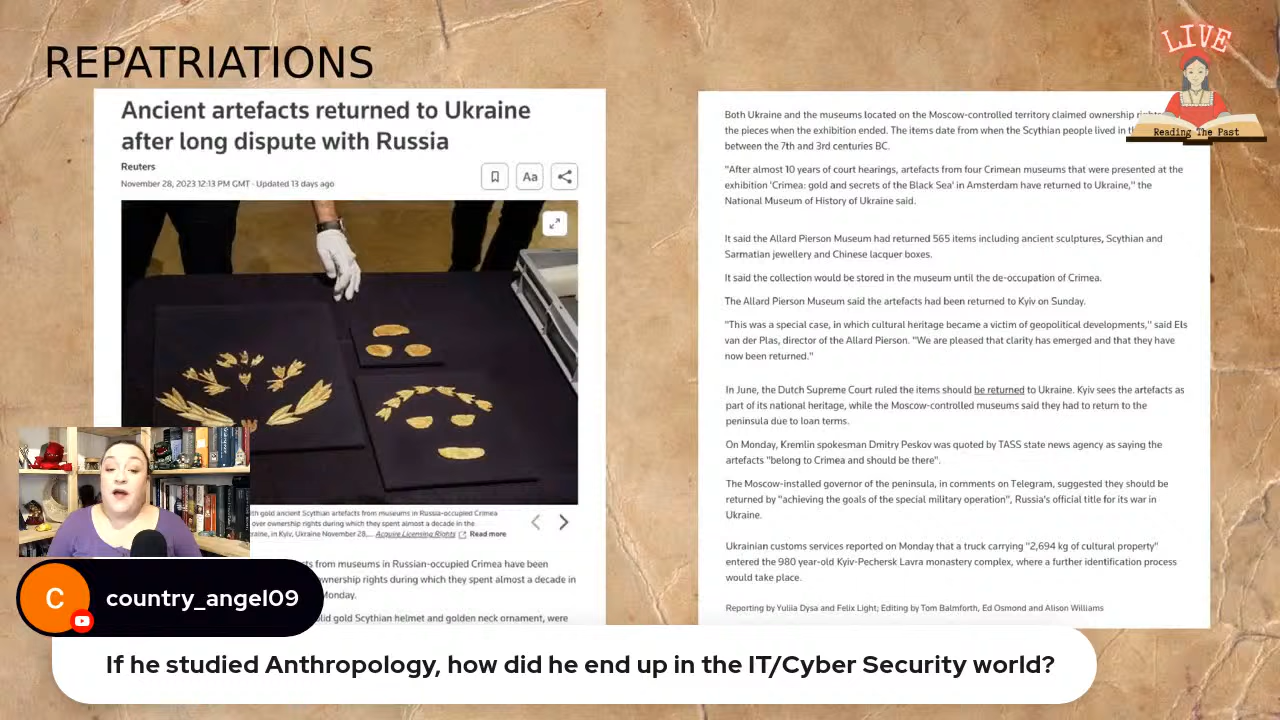 REPATRIATIONS
Ancient artefacts returned to Ukraine
after long dispute with Russia
Reuters
November 28, 2023 12:13 PM GMT · Updated 13 days ago
Aa
th gold ancient Scythian artefacts from museums in Russia-occupied Crimea
over ownership rights during which they spent almost a decade in the
raine, in Kyiv, Ukraine November 28,... Acquire Licensing Rights Read more
ts from museums in Russian-occupied Crimea have been
ownership rights during which they spent almost a decade in
Monday.
olid gold Scythian helmet and golden neck ornament, were
Both Ukraine and the museums located on the Moscow-controlled territory claimed ownership
the pieces when the exhibition ended. The items date from when the Scythian people lived in
between the 7th and 3rd centuries BC.
"After almost 10 years of court hearings, artefacts from four Crimean museums that were presented at the
exhibition 'Crimea: gold and secrets of the Black Sea' in Amsterdam have returned to Ukraine," the
National Museum of History of Ukraine said.
It said the Allard Pierson Museum had returned 565 items including ancient sculptures, Scythian and
Sarmatian jewellery and Chinese lacquer boxes.
It said the collection would be stored in the museum until the de-occupation of Crimea.
The Allard Pierson Museum said the artefacts had been returned to Kyiv on Sunday.
"This was a special case, in which cultural heritage became a victim of geopolitical developments," said Els
van der Plas, director of the Allard Pierson. "We are pleased that clarity has emerged and that they have
now been returned."
In June, the Dutch Supreme Court ruled the items should be returned to Ukraine. Kyiv sees the artefacts as
part of its national heritage, while the Moscow-controlled museums said they had to return to the
peninsula due to loan terms.
On Monday, Kremlin spokesman Dmitry Peskov was quoted by TASS state news agency as saying the
artefacts "belong to Crimea and should be there".
The Moscow-installed governor of the peninsula, in comments on Telegram, suggested they should be
returned by "achieving the goals of the special military operation", Russia's official title for its war in
Ukraine.
Ukrainian customs services reported on Monday that a truck carrying "2,694 kg of cultural property"
entered the 980 year-old Kyiv-Pechersk Lavra monastery complex, where a further identification process
would take place.
Reporting by Yuliia Dysa and Felix Light; Editing by Tom Balmforth, Ed Osmond and Alison Williams
LIVE
Reading The Past
C
country_angel09
If he studied Anthropology, how did he end up in the IT/Cyber Security world?